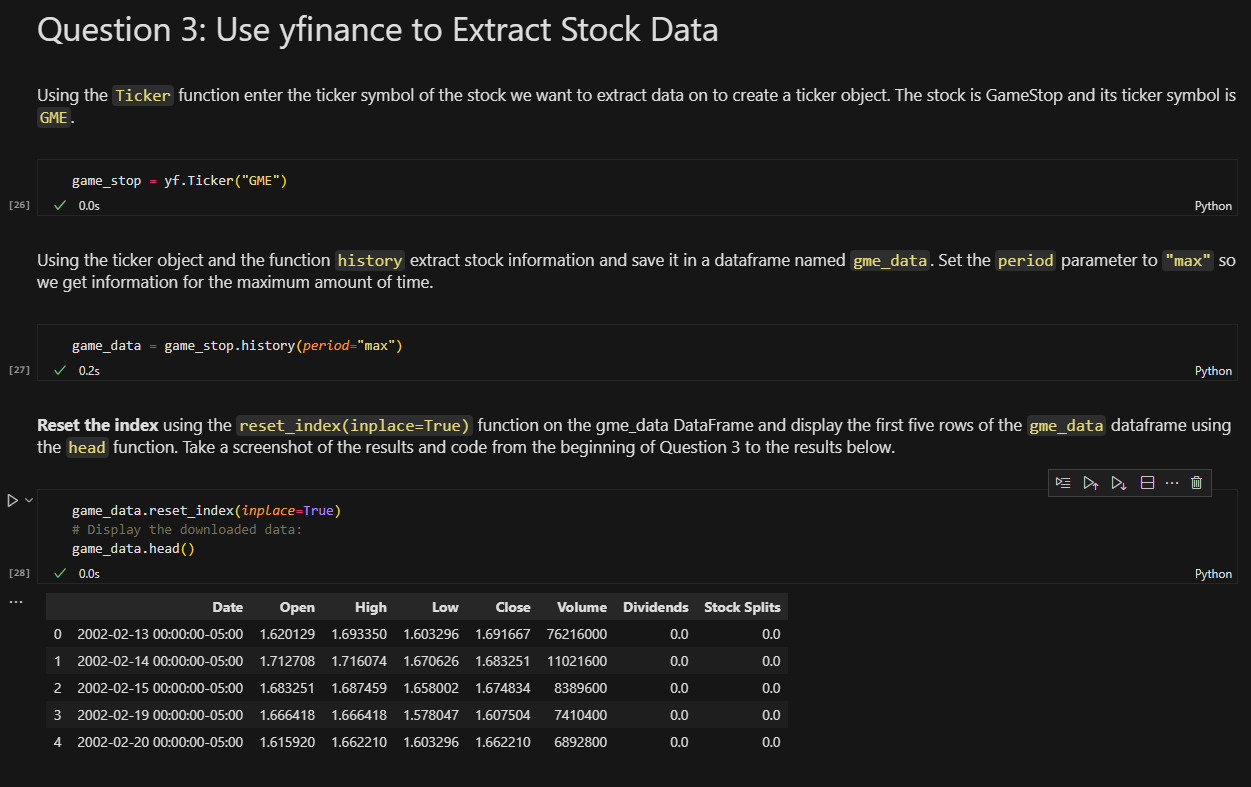 Question 3: Use yfinance to Extract Stock Data
Using the Ticker function enter the ticker symbol of the stock we want to extract data on to create a ticker object. The stock is GameStop and its ticker symbol is
GME.
game_stop = yf.Ticker("GME")
[26] 0.0s Python
Using the ticker object and the function history extract stock information and save it in a dataframe named gme_data. Set the period parameter to "max" so
we get information for the maximum amount of time.
game_data = game_stop.history(period="max")
[27] 0.2s Python
Reset the index using the reset_index(inplace=True) function on the gme_data DataFrame and display the first five rows of the gme_data dataframe using
the head function. Take a screenshot of the results and code from the beginning of Question 3 to the results below.
game_data.reset_index(inplace=True)
# Display the downloaded data:
game_data.head()
[28] 0.0s Python
Date Open High Low Close Volume Dividends Stock Splits
0 2002-02-13 00:00:00-05:00 1.620129 1.693350 1.603296 1.691667 76216000 0.0 0.0
1 2002-02-14 00:00:00-05:00 1.712708 1.716074 1.670626 1.683251 11021600 0.0 0.0
2 2002-02-15 00:00:00-05:00 1.683251 1.687459 1.658002 1.674834 8389600 0.0 0.0
3 2002-02-19 00:00:00-05:00 1.666418 1.666418 1.578047 1.607504 7410400 0.0 0.0
4 2002-02-20 00:00:00-05:00 1.615920 1.662210 1.603296 1.662210 6892800 0.0 0.0